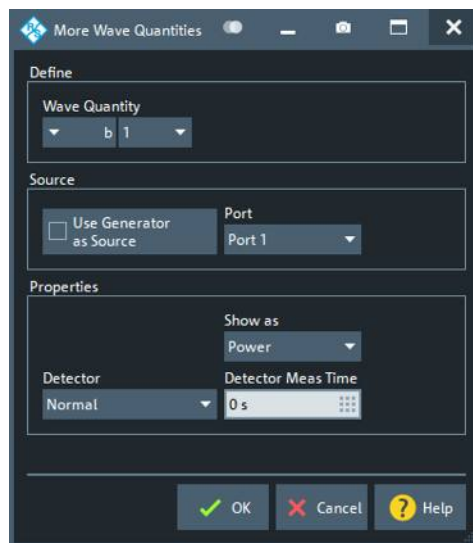 More Wave Quantities
Define
Wave Quantity
b 1
Source
Use Generator
as Source
Port
Port 1
Properties
Show as
Power
Detector
Detector Meas Time
Normal
0 s
OK
Cancel
? Help